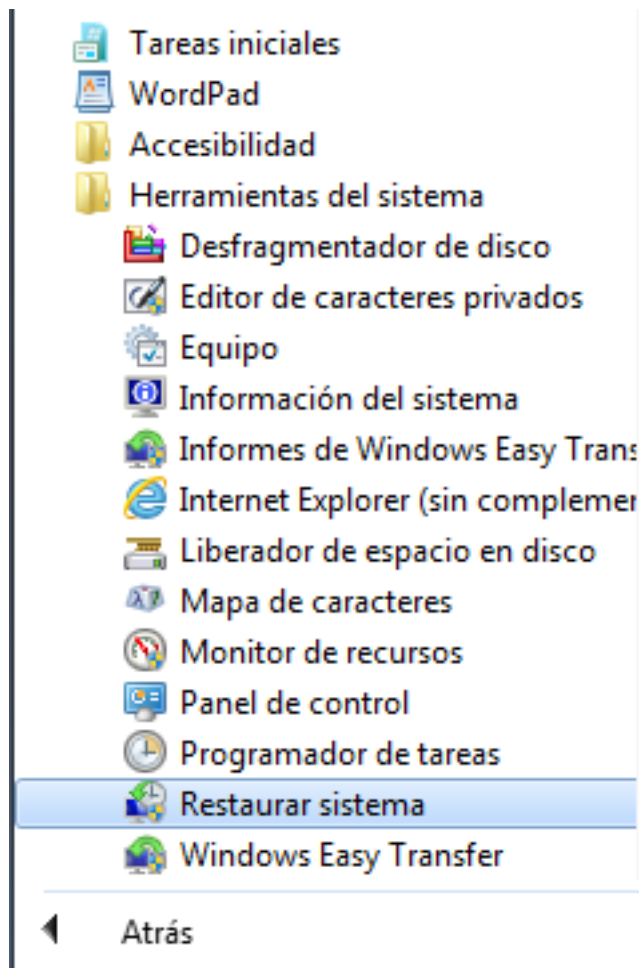 Tareas iniciales
WordPad
Accesibilidad
Herramientas del sistema
Desfragmentador de disco
Editor de caracteres privados
Equipo
Información del sistema
Informes de Windows Easy Trans
Internet Explorer (sin complemen
Liberador de espacio en disco
Mapa de caracteres
Monitor de recursos
Panel de control
Programador de tareas
Restaurar sistema
Windows Easy Transfer
Atrás